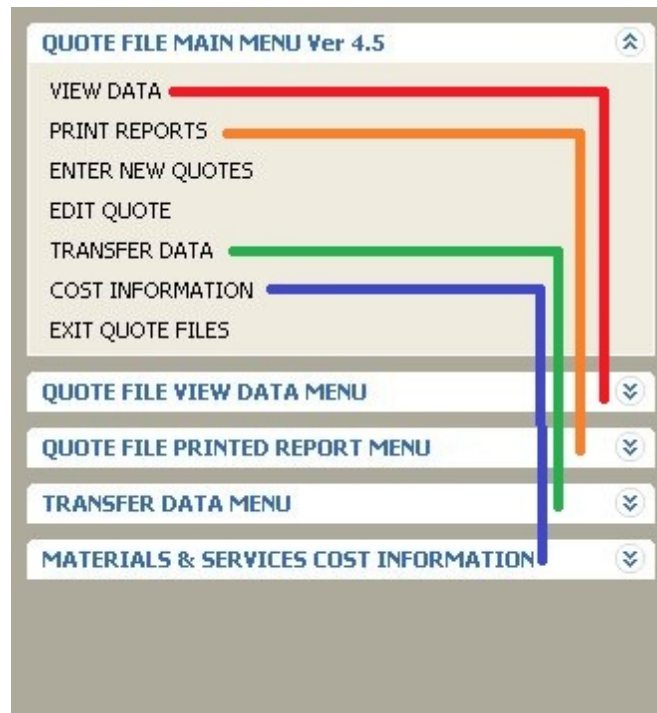 QUOTE FILE MAIN MENU Ver 4.5
VIEW DATA
PRINT REPORTS
ENTER NEW QUOTES
EDIT QUOTE
TRANSFER DATA
COST INFORMATION
EXIT QUOTE FILES
QUOTE FILE VIEW DATA MENU
QUOTE FILE PRINTED REPORT MENU
TRANSFER DATA MENU
MATERIALS & SERVICES COST INFORMATION